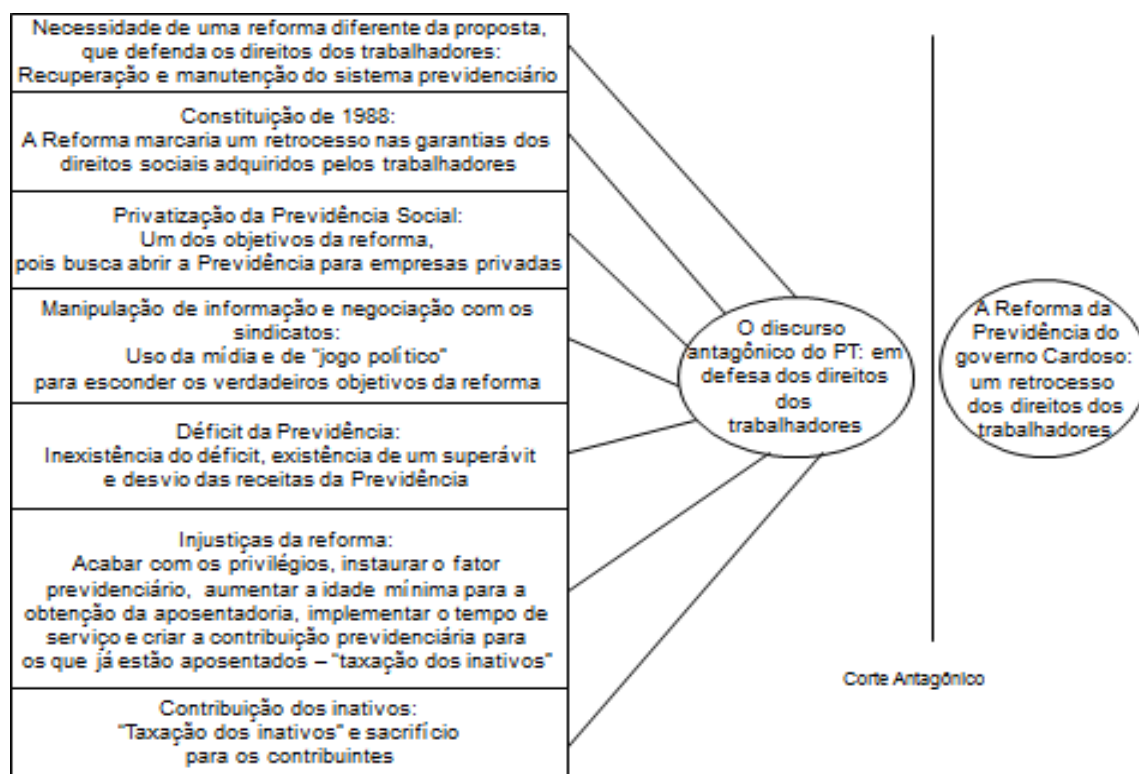 Necessidade de uma reforma diferente da proposta,
que defenda os direitos dos trabalhadores:
Recuperação e manutenção do sistema previdenciário
Constituição de 1988:
A Reforma marcaria um retrocesso nas garantias dos
direitos sociais adquiridos pelos trabalhadores
Privatização da Previdência Social:
Um dos objetivos da reforma,
pois busca abrir a Previdência para empresas privadas
Manipulação de informação e negociação com os
sindicatos:
Uso da mídia e de "jogo político"
para esconder os verdadeiros objetivos da reforma
Déficit da Previdência:
Inexistência do déficit, existência de um superávit
e desvio das receitas da Previdência
Injustiças da reforma:
Acabar com os privilégios, instaurar o fator
previdenciário, aumentar a idade mínima para a
obtenção da aposentadoria, implementar o tempo de
serviço e criar a contribuição previdenciária para
os que já estão aposentados – "taxação dos inativos"
Contribuição dos inativos:
"Taxação dos inativos" e sacrifício
para os contribuintes
O discurso
antagônico do PT: em
defesa dos direitos
dos
trabalhadores
A Reforma da
Previdência do
governo Cardoso:
um retrocesso
dos direitos dos
trabalhadores
Corte Antagônico